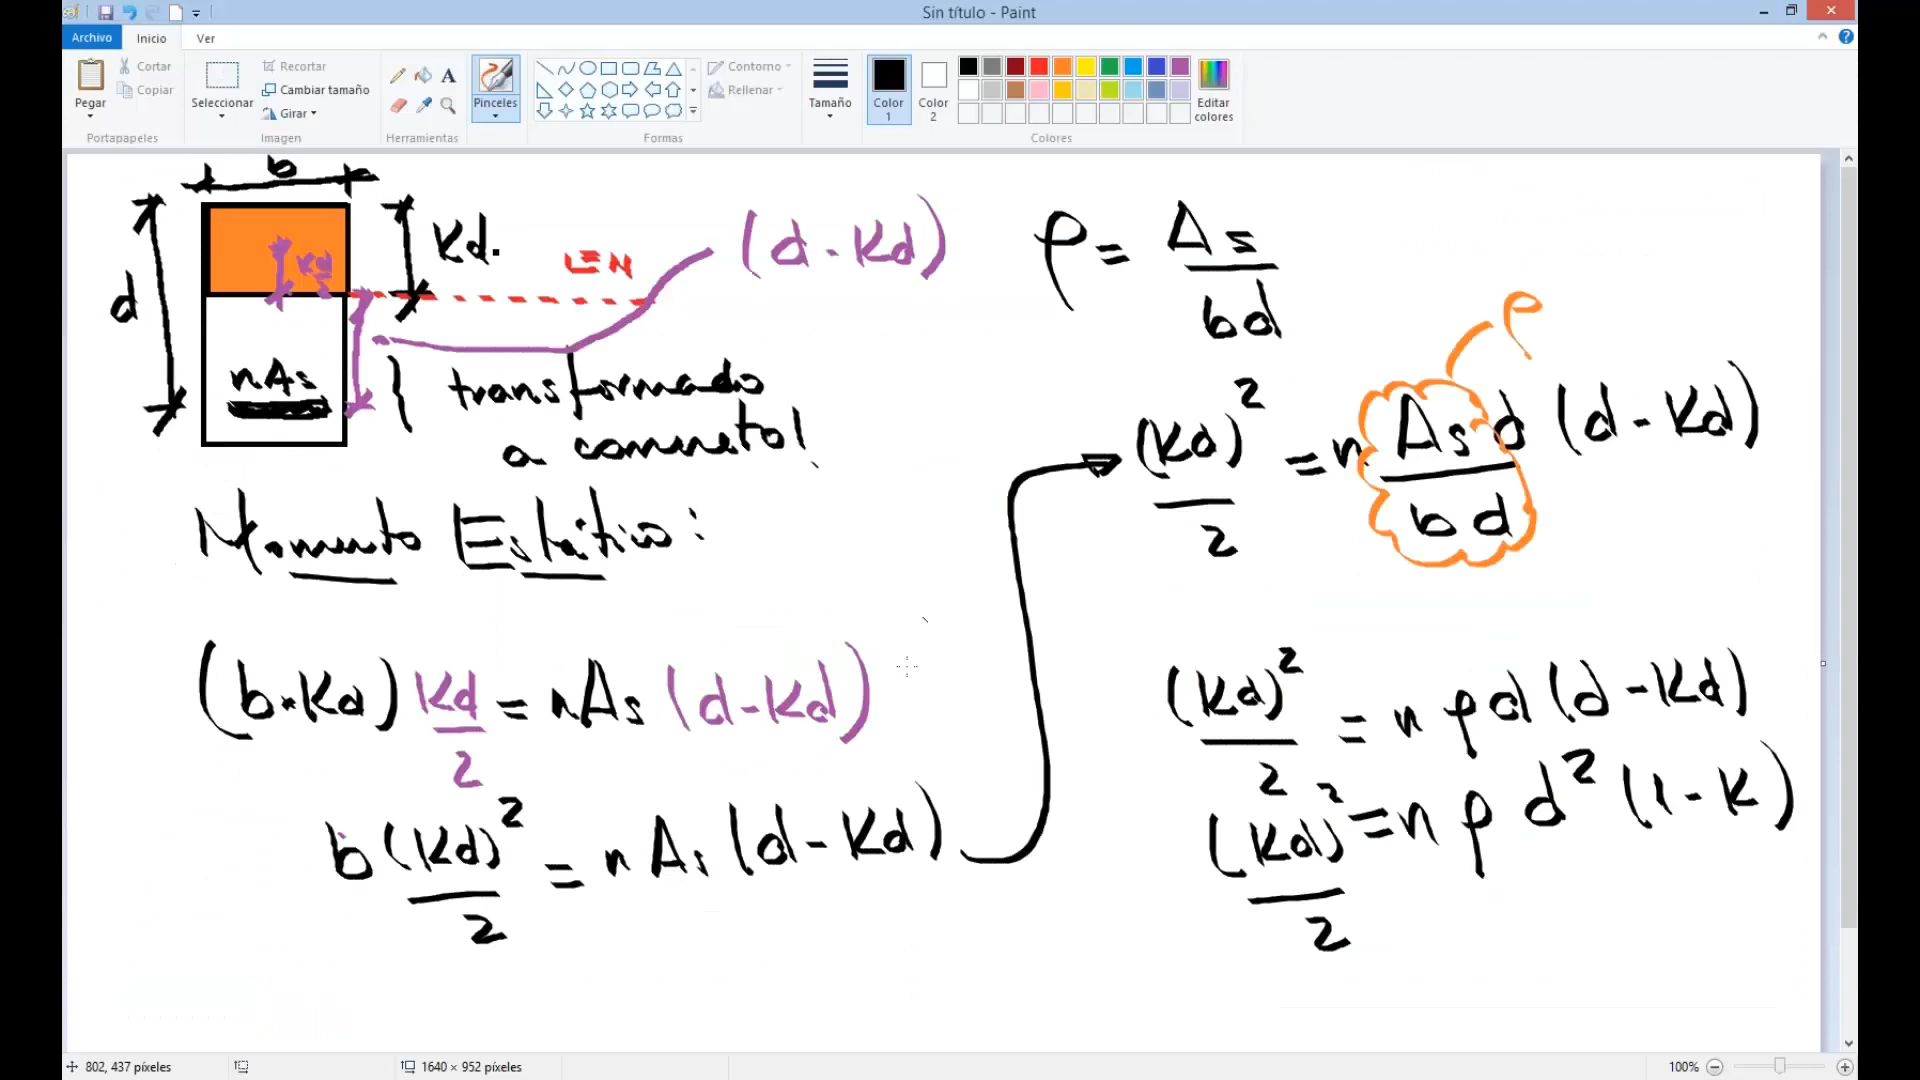 Sin título - Paint
Archivo Inicio Ver
Pegar
Cortar
Copiar
Portapapeles
Seleccionar
Recortar
Cambiar tamaño
Girar
Imagen
A
Herramientas
Pinceles
Contorno
Rellenar
Formas
Tamaño
Color 1
Color 2
Editar colores
Colores
b
d
Kd
nAs
Kd.
LEN
(d - Kd)
transformado
a concreto!
Momento Estático:
(b * Kd) Kd/2 = nAs (d - Kd)
b (Kd)²/2 = n As (d - Kd)
ρ = As/bd
ρ
(Kd)²/2 = n As d/b d (d - Kd)
(Kd)²/2 = n ρ d (d - Kd)
(Kd)²/2 = n ρ d² (1 - K)
802, 437 píxeles
1640 × 952 píxeles
100%